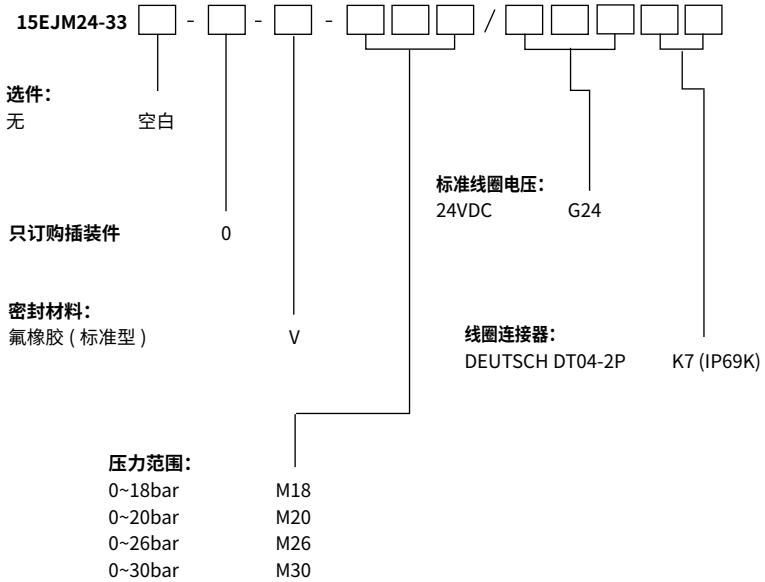 15EJM24-33 - - - /
选件：
无 空白
标准线圈电压：
24VDC G24
只订购插装件 0
密封材料：
氟橡胶 ( 标准型 ) V
线圈连接器：
DEUTSCH DT04-2P K7 (IP69K)
压力范围：
0~18bar M18
0~20bar M20
0~26bar M26
0~30bar M30